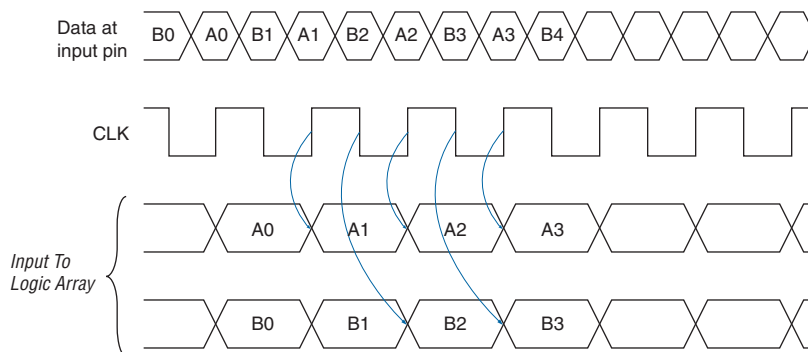 Data at
input pin
B0 A0 B1 A1 B2 A2 B3 A3 B4
CLK
Input To
Logic Array
A0 A1 A2 A3
B0 B1 B2 B3